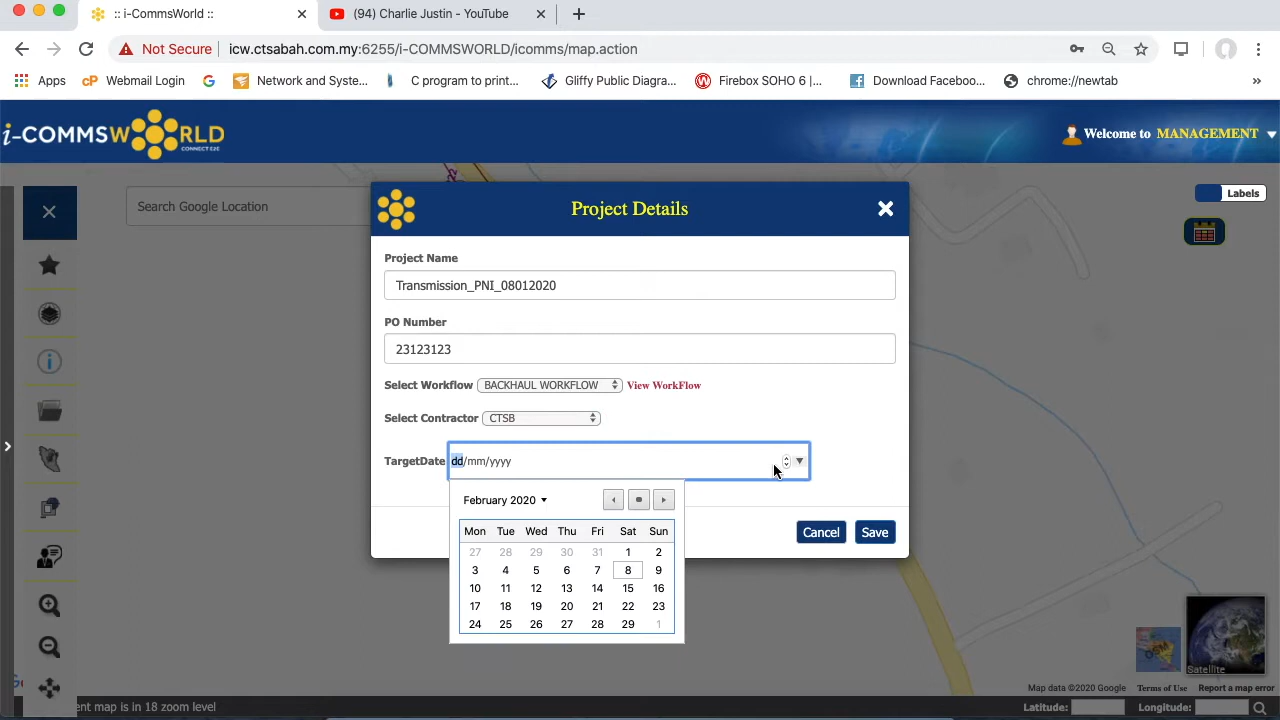 :: i-CommsWorld ::
(94) Charlie Justin - YouTube
Not Secure
icw.ctsabah.com.my:6255/i-COMMSWORLD/icomms/map.action
Apps
cP Webmail Login
G
Network and Syste...
C program to print...
Gliffy Public Diagra...
Firebox SOHO 6 |...
Download Faceboo...
chrome://newtab
»
i-COMMSWORLD
CONNECT E2E
Welcome to MANAGEMENT
Search Google Location
Labels
Project Details
Project Name
Transmission_PNI_08012020
PO Number
23123123
Select Workflow BACKHAUL WORKFLOW View WorkFlow
Select Contractor CTSB
TargetDate dd/mm/yyyy
February 2020
Mon Tue Wed Thu Fri Sat Sun
27 28 29 30 31 1 2
3 4 5 6 7 8 9
10 11 12 13 14 15 16
17 18 19 20 21 22 23
24 25 26 27 28 29 1
Cancel Save
Satellite
Map data ©2020 Google Terms of Use Report a map error
ent map is in 18 zoom level
Latitude: Longitude: